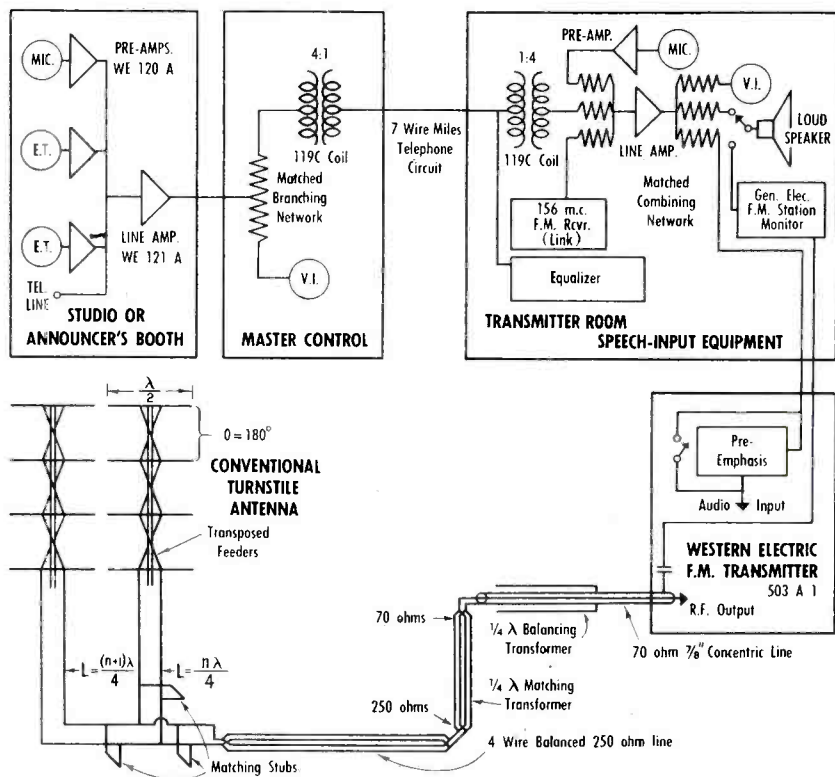 MIC.
PRE-AMPS.
WE 120 A
E.T.
E.T.
LINE AMP.
WE 121 A
TEL.
LINE
STUDIO OR
ANNOUNCER'S BOOTH
4:1
119C Coil
Matched
Branching
Network
V.I.
MASTER CONTROL
7 Wire Miles
Telephone
Circuit
PRE-AMP.
MIC.
1:4
119C Coil
LINE AMP.
V.I.
LOUD
SPEAKER
Matched
Combining
Network
156 m.c.
F.M. Rcvr.
(Link)
Gen. Elec.
F.M. Station
Monitor
Equalizer
TRANSMITTER ROOM
SPEECH-INPUT EQUIPMENT
λ/2
0=180°
CONVENTIONAL
TURNSTILE
ANTENNA
Transposed
Feeders
L=(n+1)λ/4
L=nλ/4
Matching Stubs
Pre-
Emphasis
Audio Input
WESTERN ELECTRIC
F.M. TRANSMITTER
503 A 1
R.F. Output
70 ohms
1/4 λ Balancing
Transformer
70 ohm 7/8" Concentric Line
1/4 λ Matching
Transformer
250 ohms
4 Wire Balanced 250 ohm line